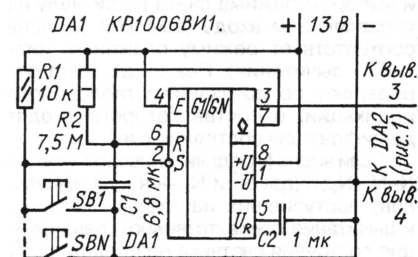 DA1 КР1006ВИ1
+ 13 В
R1
10 к
R2
7,5 М
4
E
G1/GN
3
7
К выв.
3
6
R
2
S
8
+U
1
-U
К DA2
(рис.1)
C1
6,8 мк
SB1
SBN
DA1
U_R
5
C2
1 мк
К выв.
4